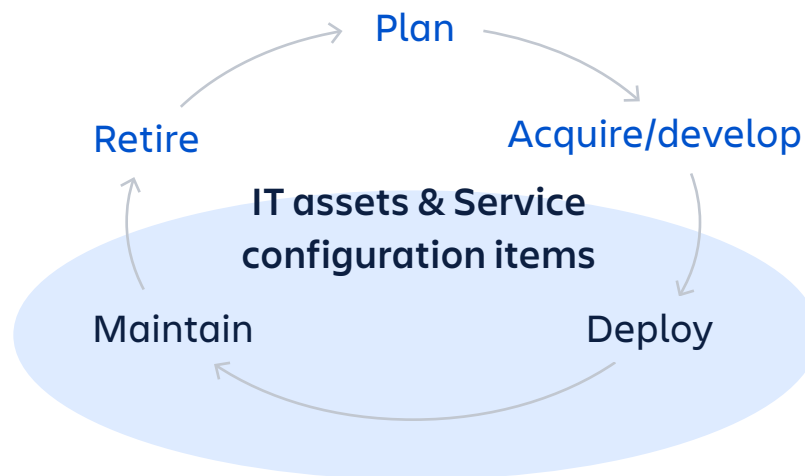 Plan
Retire
Acquire/develop
IT assets & Service
configuration items
Maintain
Deploy